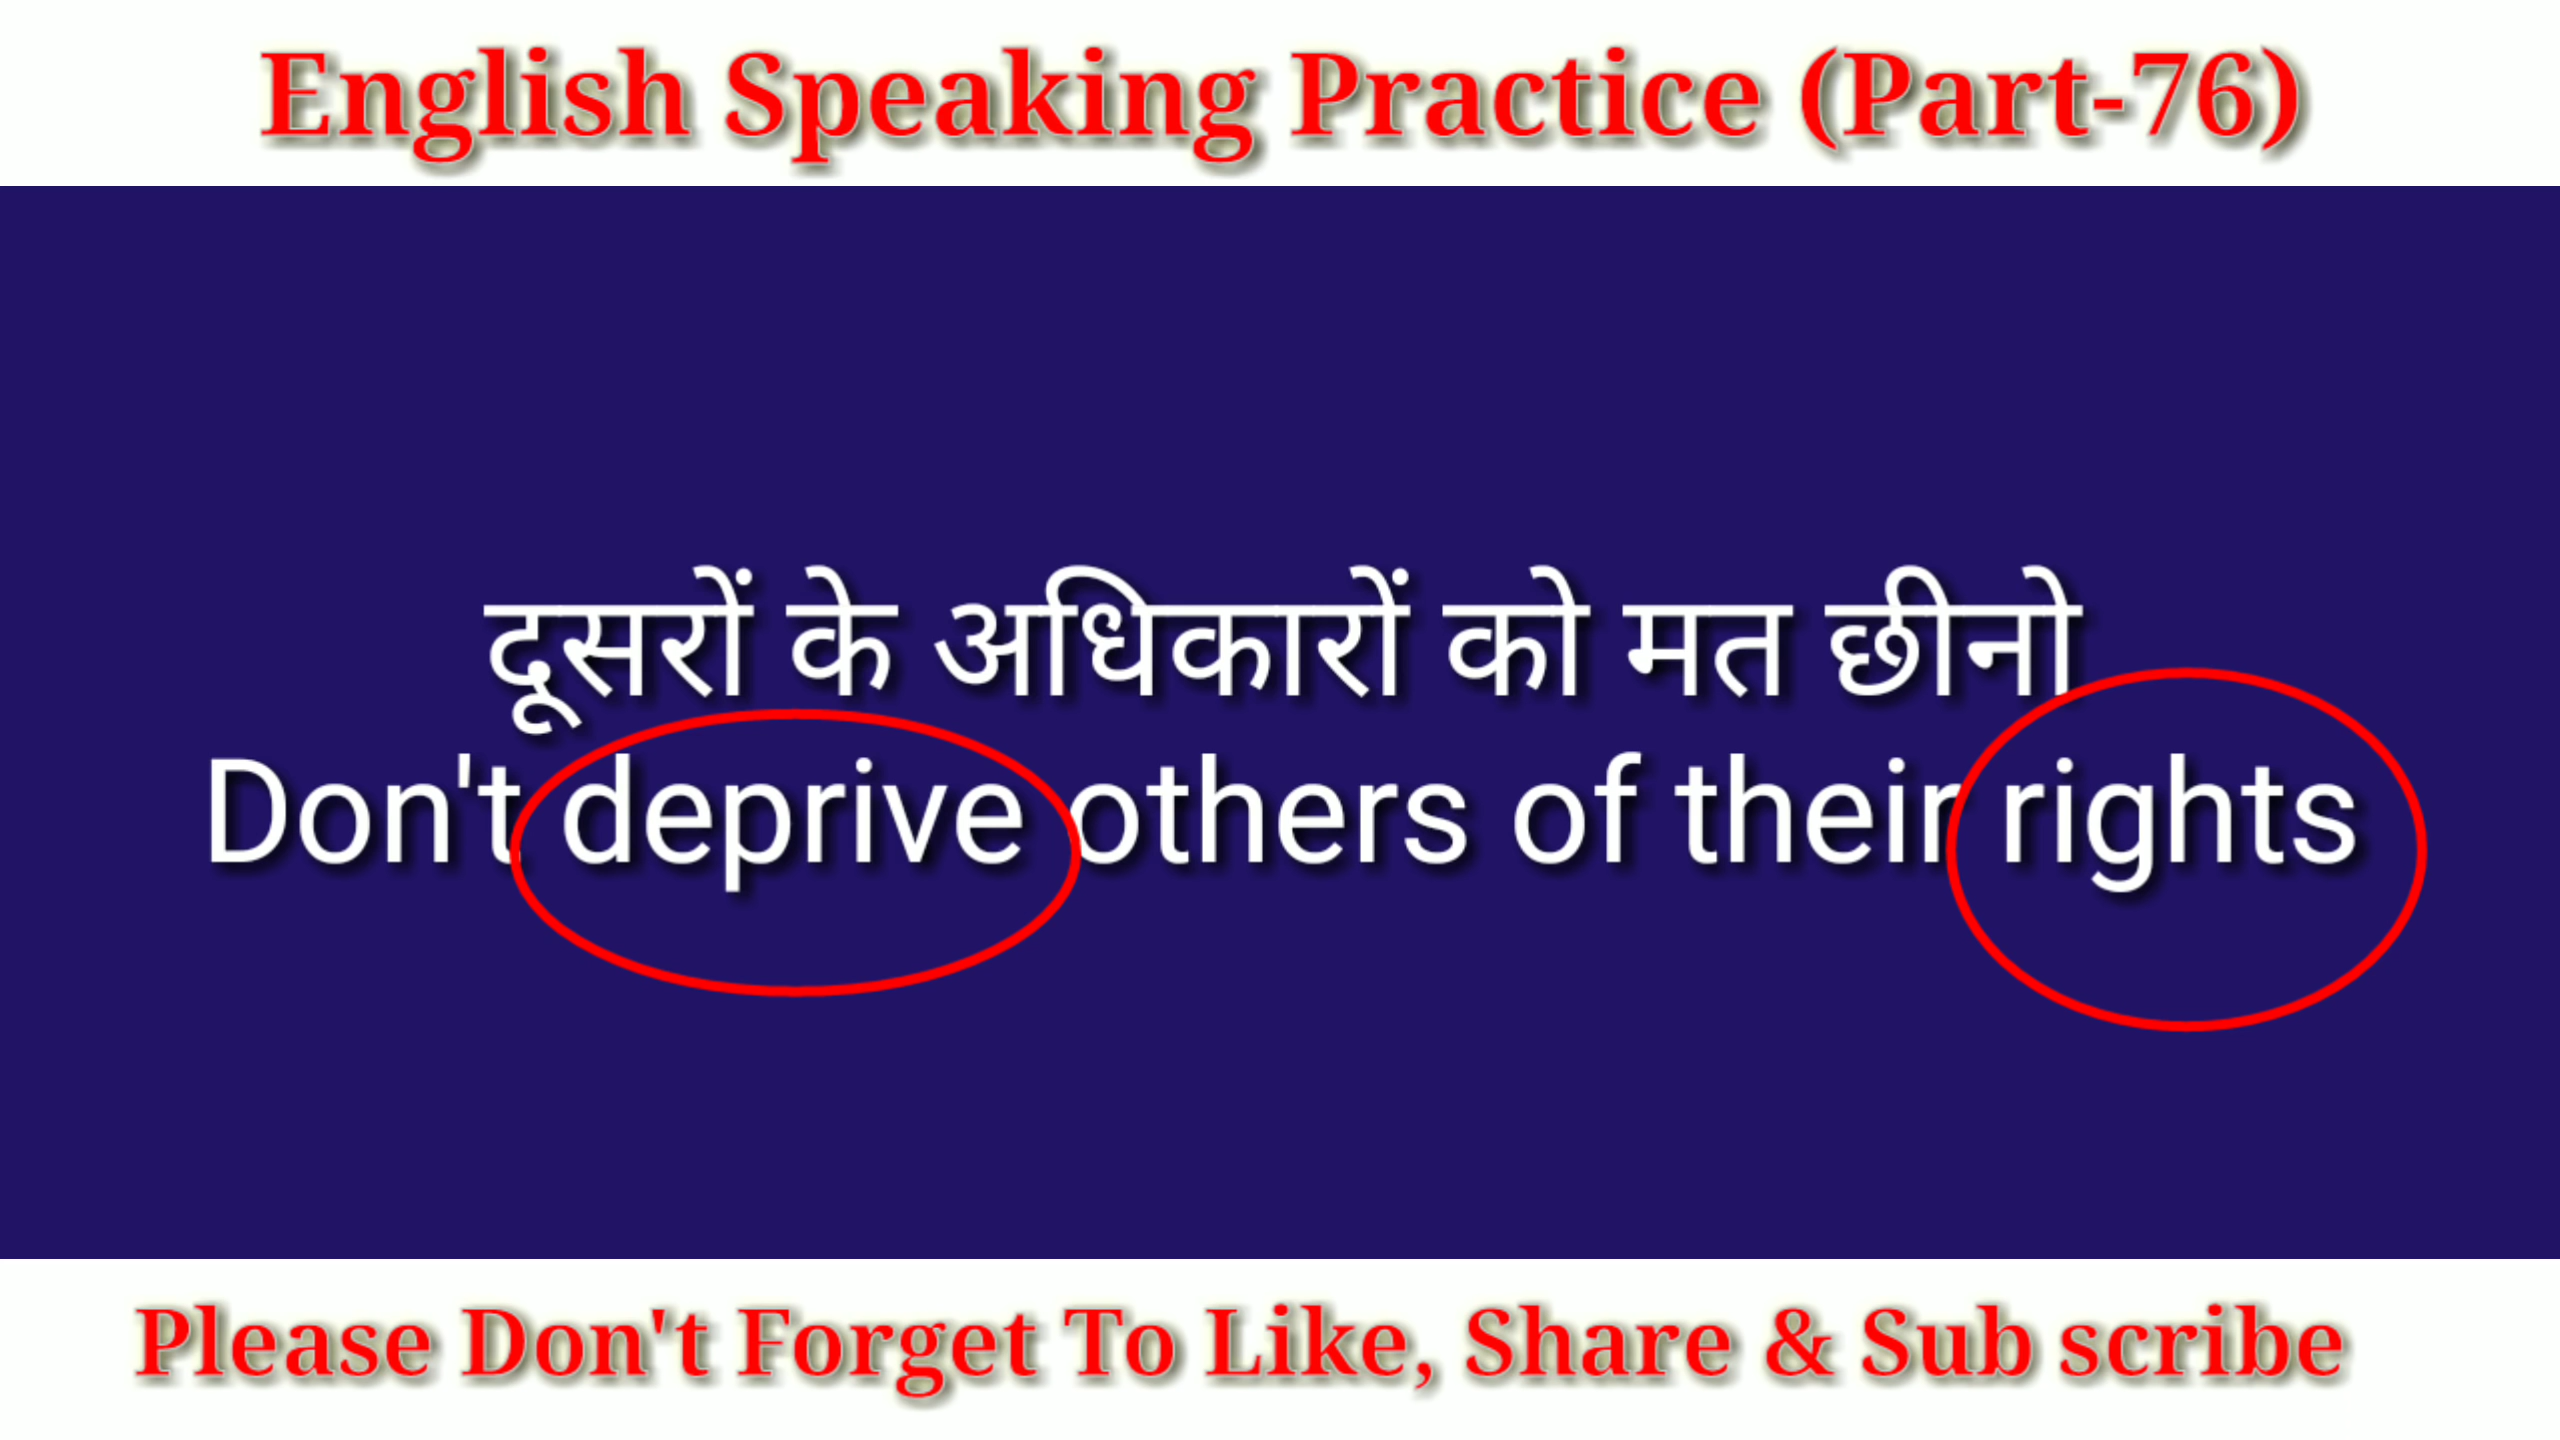 English Speaking Practice (Part-76)
दूसरों के अधिकारों को मत छीनो
Don't deprive others of their rights
Please Don't Forget To Like, Share & Sub scribe